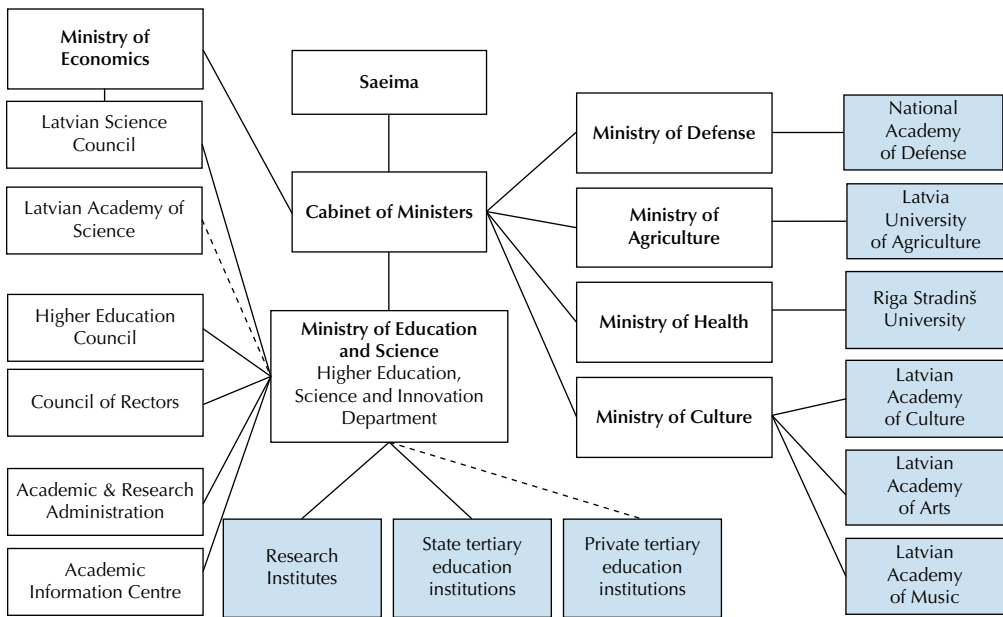 Ministry of
Economics
Latvian Science
Council
Latvian Academy of
Science
Higher Education
Council
Council of Rectors
Academic & Research
Administration
Academic
Information Centre
Saeima
Cabinet of Ministers
Ministry of Education
and Science
Higher Education,
Science and Innovation
Department
Research
Institutes
State tertiary
education
institutions
Private tertiary
education
institutions
Ministry of Defense
Ministry of
Agriculture
Ministry of Health
Ministry of Culture
National
Academy
of Defense
Latvia
University
of Agriculture
Riga Stradinš
University
Latvian
Academy
of Culture
Latvian
Academy
of Arts
Latvian
Academy
of Music